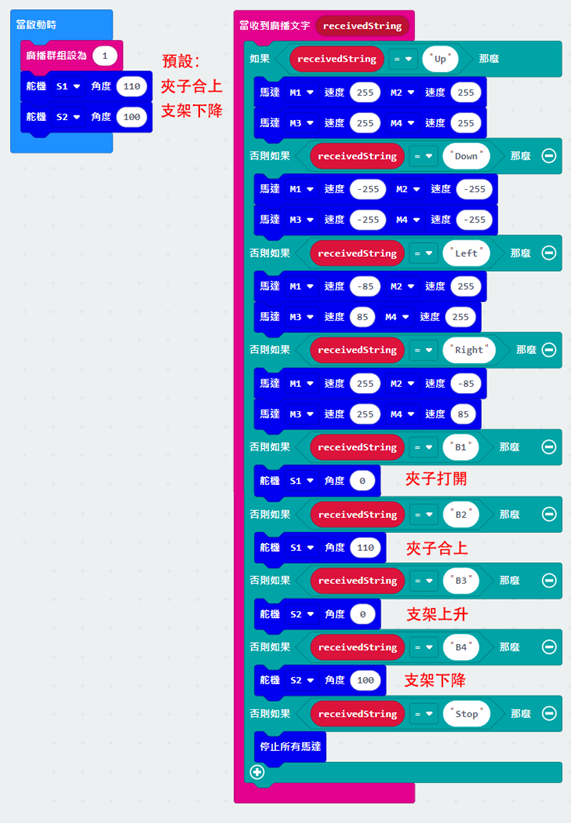 當啟動時
廣播群組設為 1
舵機 S1 角度 110
舵機 S2 角度 100
預設：
夾子合上
支架下降
當收到廣播文字 receivedString
如果 receivedString = "Up" 那麼
馬達 M1 速度 255 M2 速度 255
馬達 M3 速度 255 M4 速度 255
否則如果 receivedString = "Down" 那麼
馬達 M1 速度 -255 M2 速度 -255
馬達 M3 速度 -255 M4 速度 -255
否則如果 receivedString = "Left" 那麼
馬達 M1 速度 -85 M2 速度 255
馬達 M3 速度 85 M4 速度 255
否則如果 receivedString = "Right" 那麼
馬達 M1 速度 255 M2 速度 -85
馬達 M3 速度 255 M4 速度 85
否則如果 receivedString = "B1" 那麼
舵機 S1 角度 0 夾子打開
否則如果 receivedString = "B2" 那麼
舵機 S1 角度 110 夾子合上
否則如果 receivedString = "B3" 那麼
舵機 S2 角度 0 支架上升
否則如果 receivedString = "B4" 那麼
舵機 S2 角度 100 支架下降
否則如果 receivedString = "Stop" 那麼
停止所有馬達